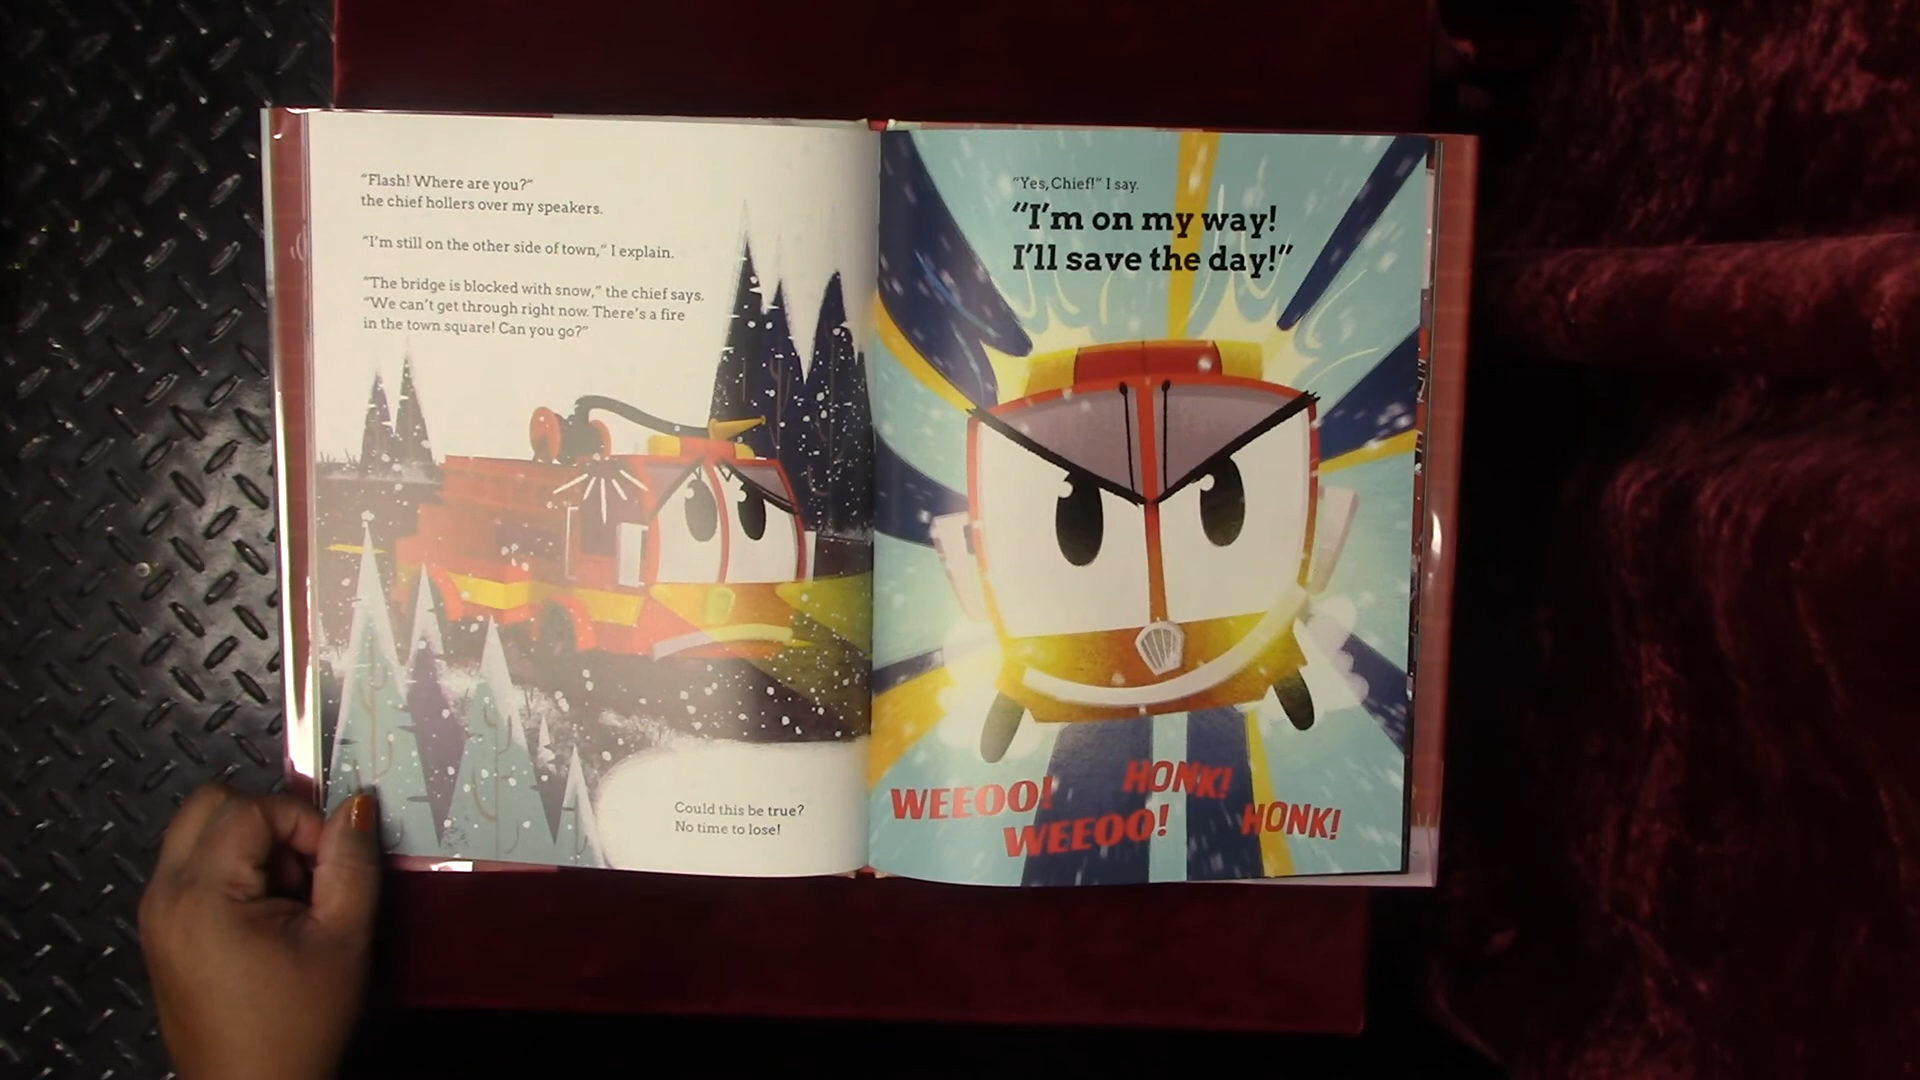 “Flash! Where are you?”
the chief hollers over my speakers.
“I’m still on the other side of town,” I explain.
“The bridge is blocked with snow,” the chief says.
“We can’t get through right now. There’s a fire
in the town square! Can you go?”
Could this be true?
No time to lose!
“Yes, Chief!” I say.
“I’m on my way!
I’ll save the day!”
WEEOO! HONK!
WEEOO! HONK!